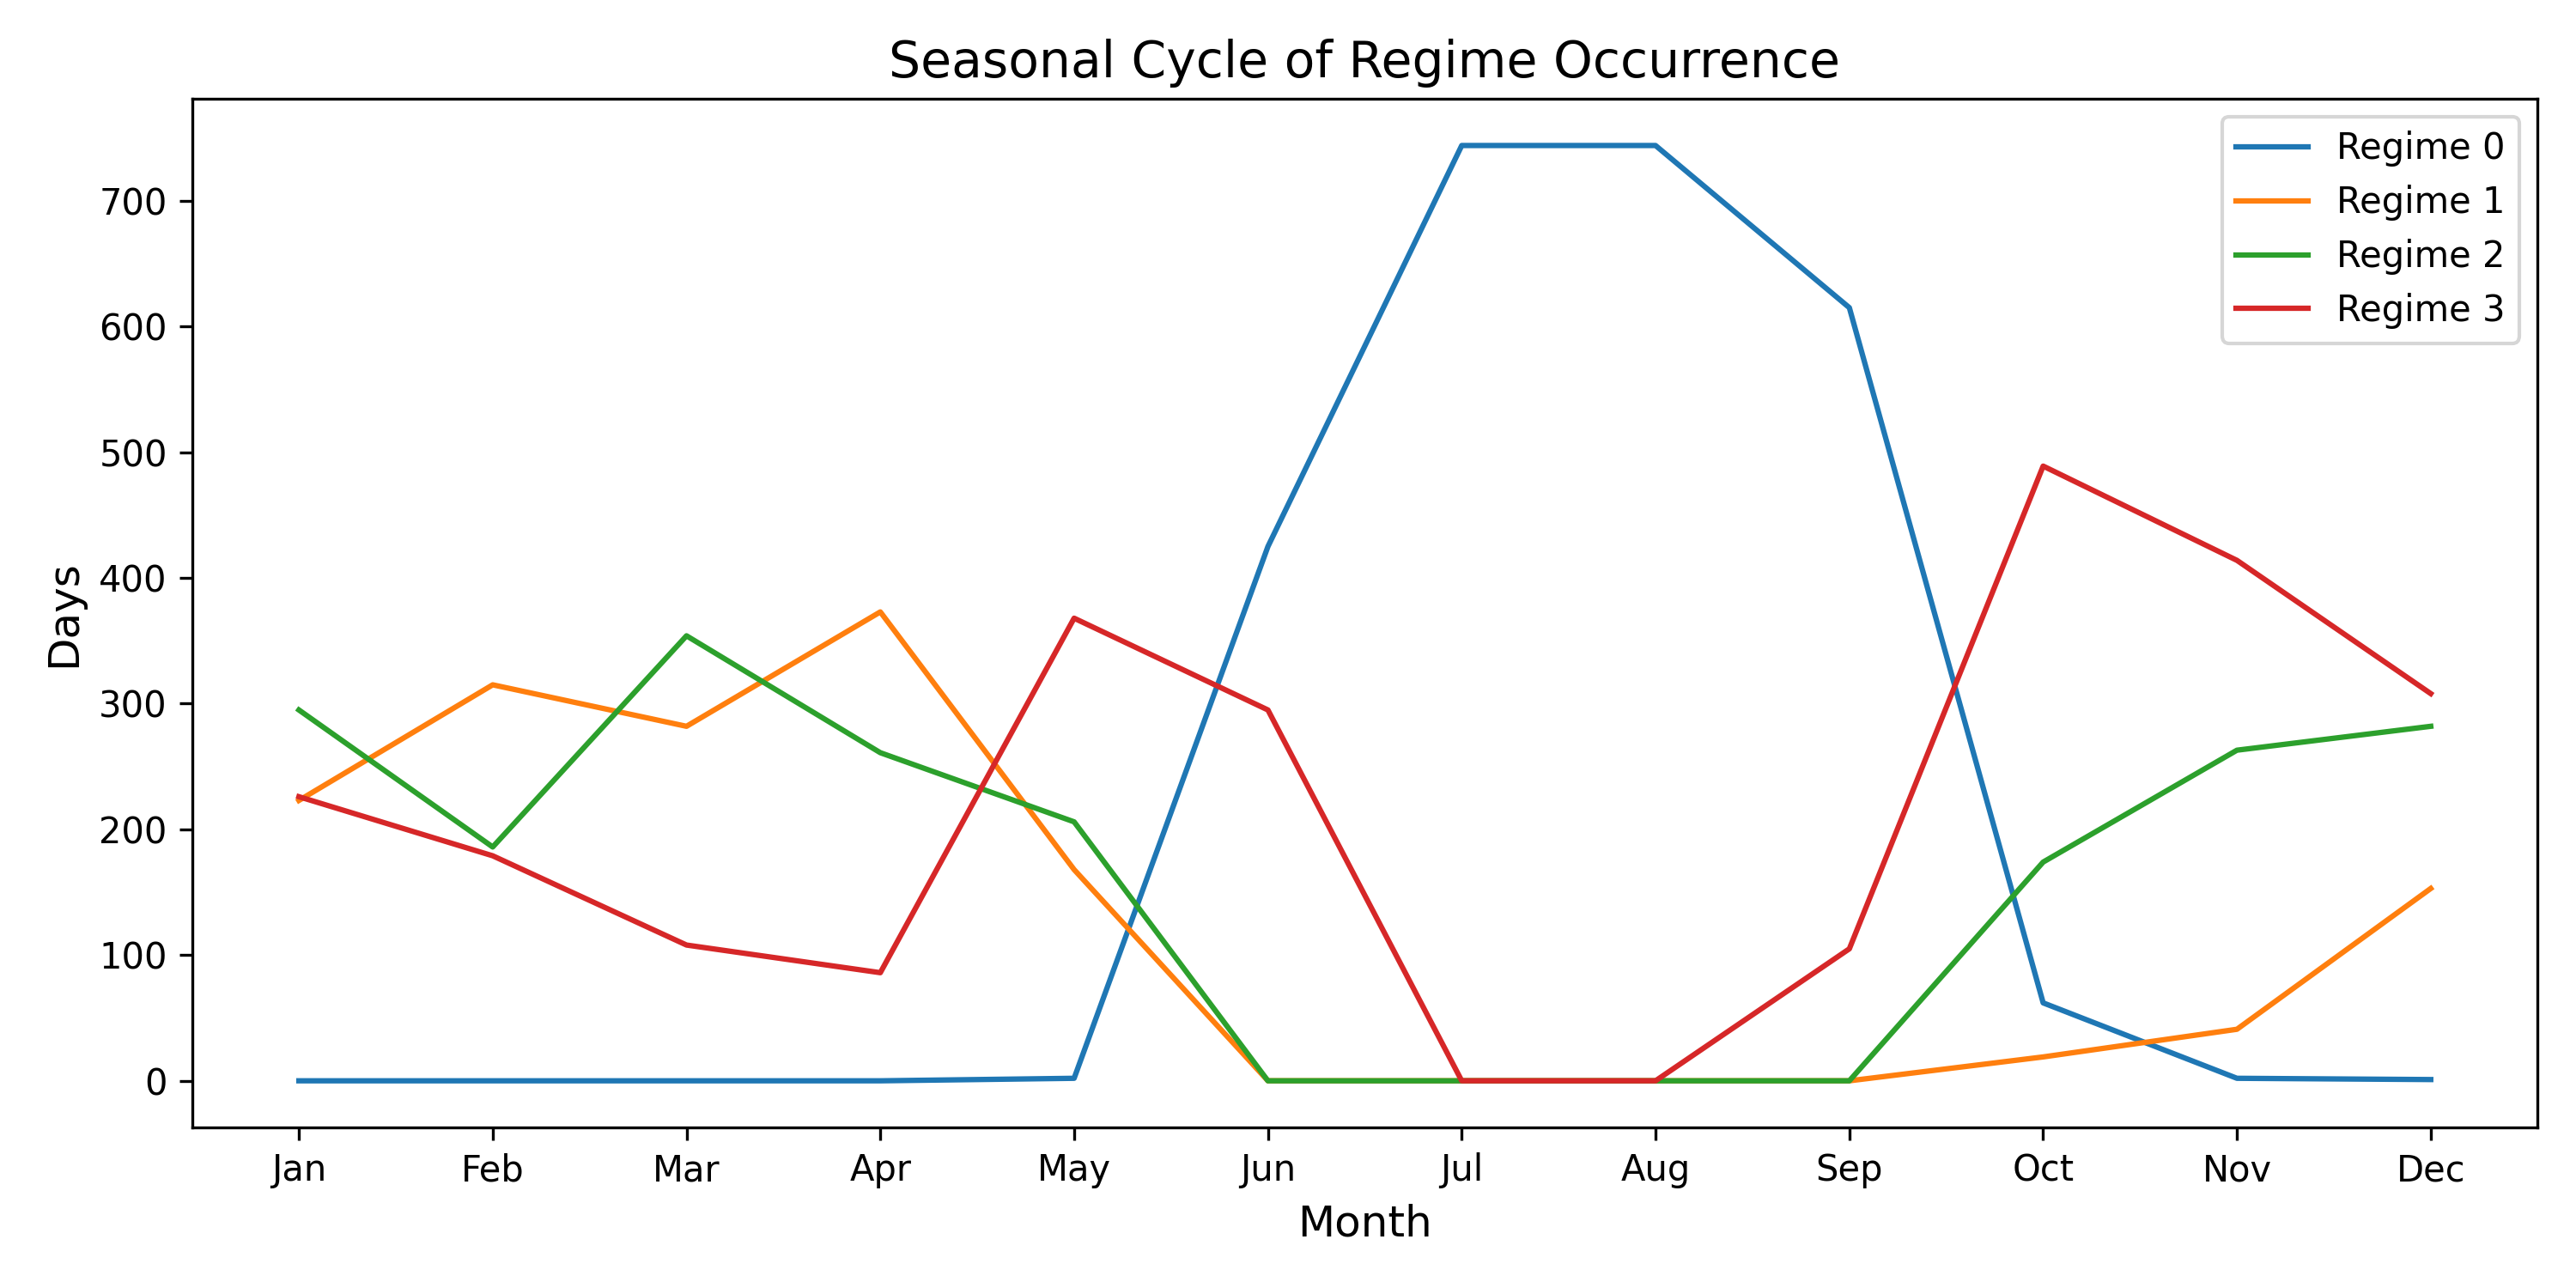 Seasonal Cycle of Regime Occurrence
Regime 0
Regime 1
Regime 2
Regime 3
700
600
500
400
300
200
100
0
Days
Jan Feb Mar Apr May Jun Jul Aug Sep Oct Nov Dec
Month